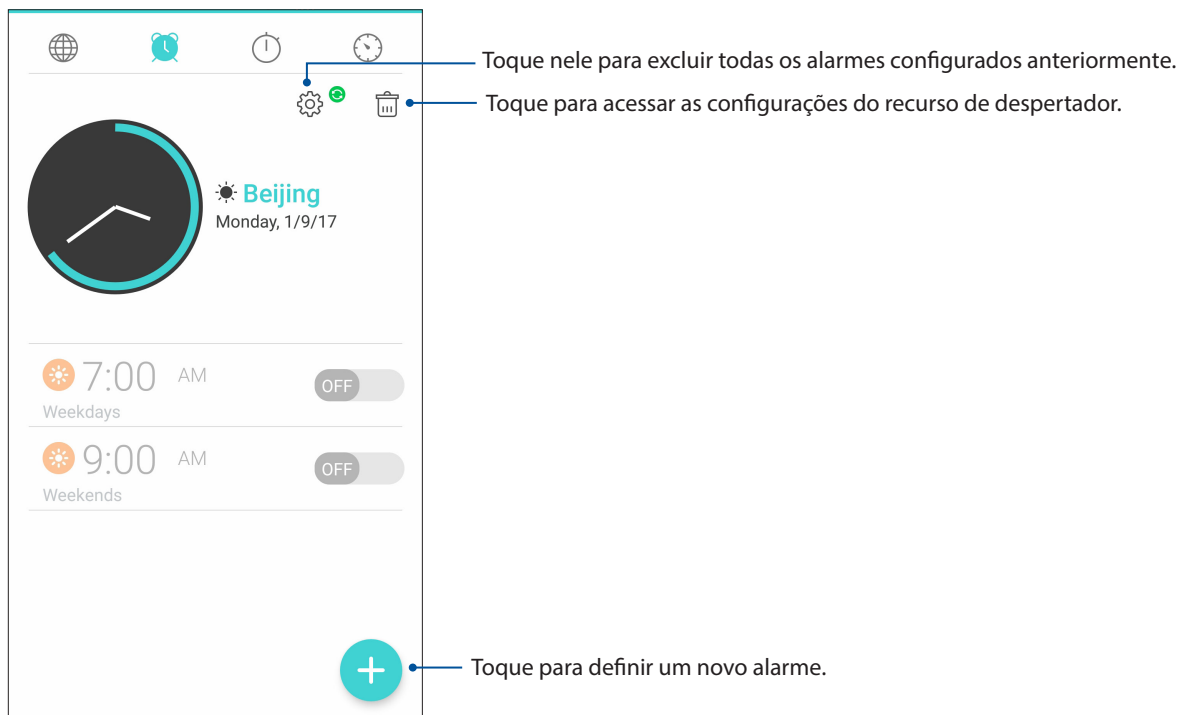 Toque nele para excluir todas os alarmes configurados anteriormente.
Toque para acessar as configurações do recurso de despertador.
Beijing
Monday, 1/9/17
7:00 AM
OFF
Weekdays
9:00 AM
OFF
Weekends
Toque para definir um novo alarme.